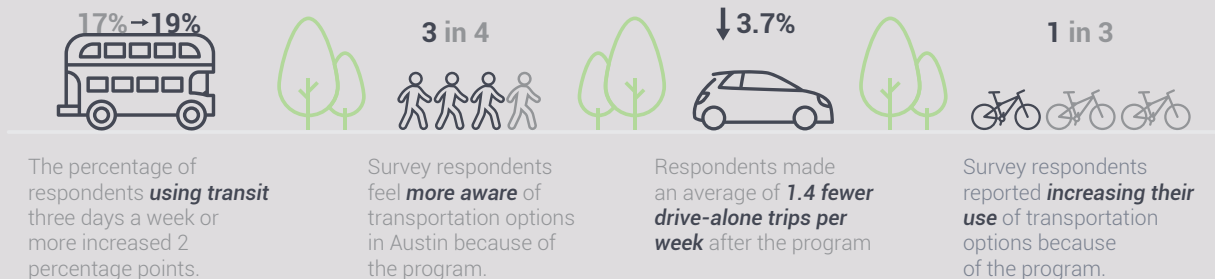 17% → 19%
The percentage of
respondents using transit
three days a week or
more increased 2
percentage points.
3 in 4
Survey respondents
feel more aware of
transportation options
in Austin because of
the program.
↓ 3.7%
Respondents made
an average of 1.4 fewer
drive-alone trips per
week after the program
1 in 3
Survey respondents
reported increasing their
use of transportation
options because
of the program.